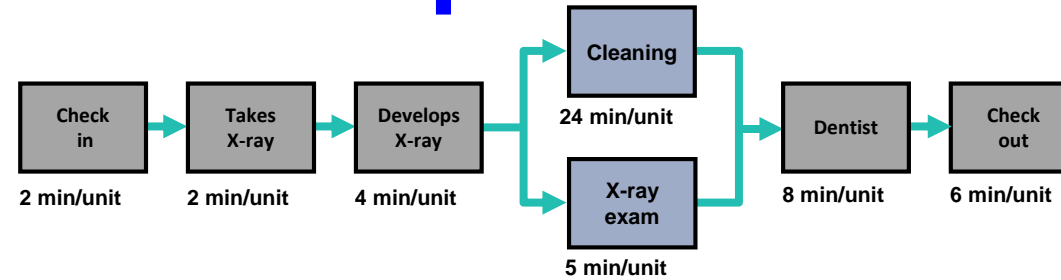 Check
in
2 min/unit
Takes
X-ray
2 min/unit
Develops
X-ray
4 min/unit
Cleaning
24 min/unit
X-ray
exam
5 min/unit
Dentist
8 min/unit
Check
out
6 min/unit